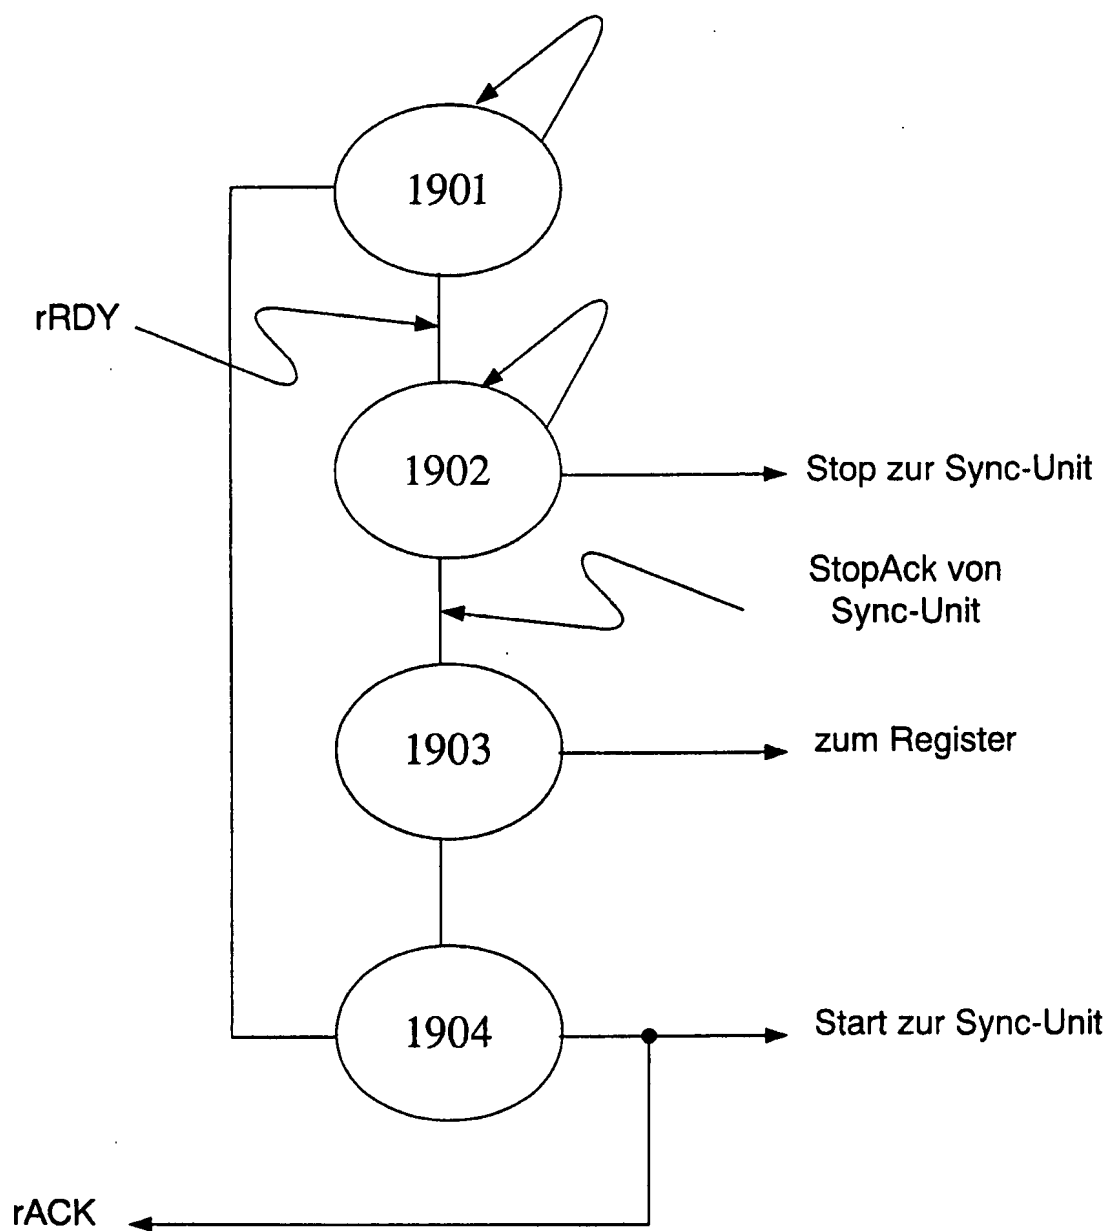 1901
rRDY
1902
Stop zur Sync-Unit
StopAck von
Sync-Unit
1903
zum Register
1904
Start zur Sync-Unit
rACK